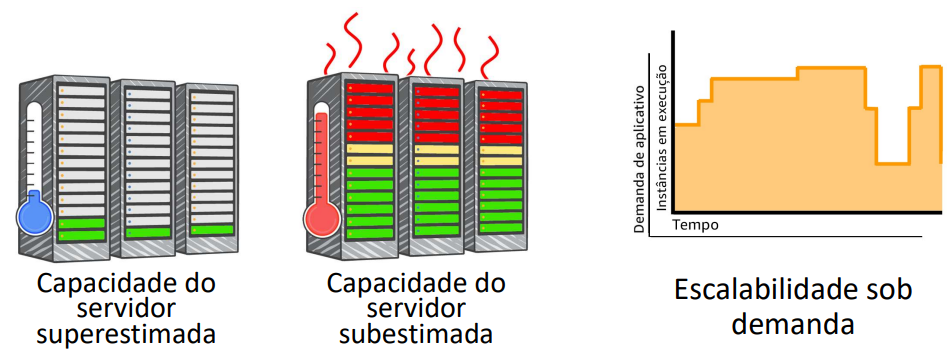 Capacidade do
servidor
superestimada
Capacidade do
servidor
subestimada
Demanda de aplicativo
Instâncias em execução
Tempo
Escalabilidade sob
demanda